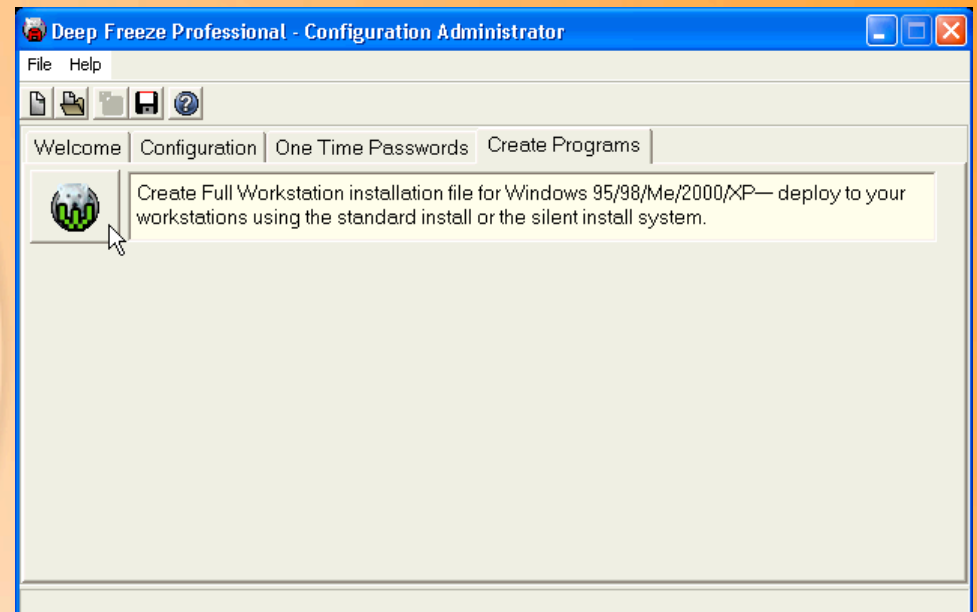 Deep Freeze Professional - Configuration Administrator
File Help
Welcome Configuration One Time Passwords Create Programs
Create Full Workstation installation file for Windows 95/98/Me/2000/XP— deploy to your
workstations using the standard install or the silent install system.